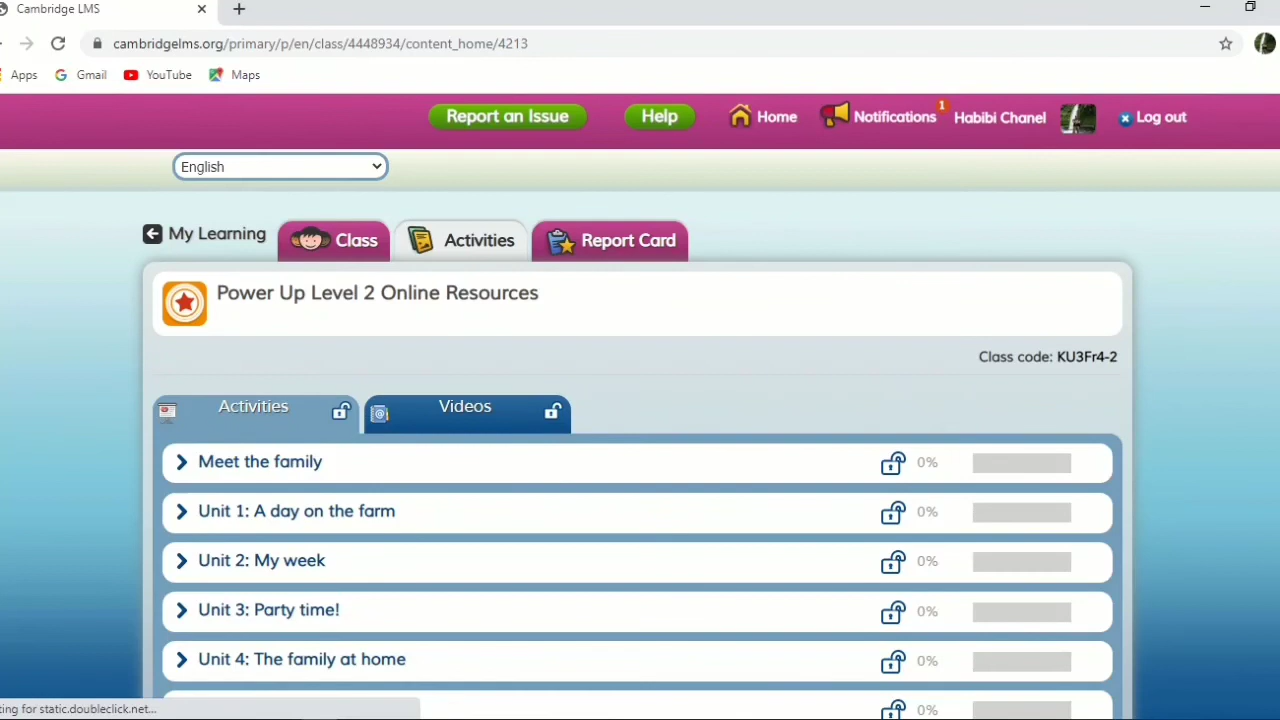 Cambridge LMS
cambridgelms.org/primary/p/en/class/4448934/content_home/4213
Apps Gmail YouTube Maps
Report an Issue Help Home Notifications 1 Habibi Chanel Log out
English
My Learning Class Activities Report Card
Power Up Level 2 Online Resources
Class code: KU3Fr4-2
Activities Videos
Meet the family 0%
Unit 1: A day on the farm 0%
Unit 2: My week 0%
Unit 3: Party time! 0%
Unit 4: The family at home 0%
0%
ting for static.doubleclick.net...